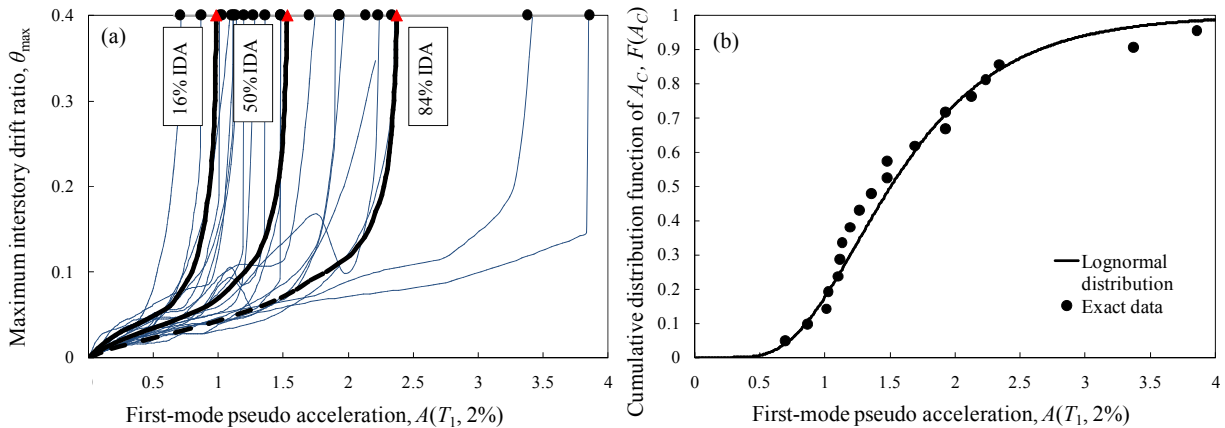 (a)
Maximum interstory drift ratio, θmax
0.4
0.3
0.2
0.1
0
16% IDA
50% IDA
84% IDA
0.5
1
1.5
2
2.5
3
3.5
4
First-mode pseudo acceleration, A(T1, 2%)
(b)
Cumulative distribution function of AC, F(AC)
1
0.9
0.8
0.7
0.6
0.5
0.4
0.3
0.2
0.1
0
Lognormal
distribution
Exact data
0
0.5
1
1.5
2
2.5
3
3.5
4
First-mode pseudo acceleration, A(T1, 2%)